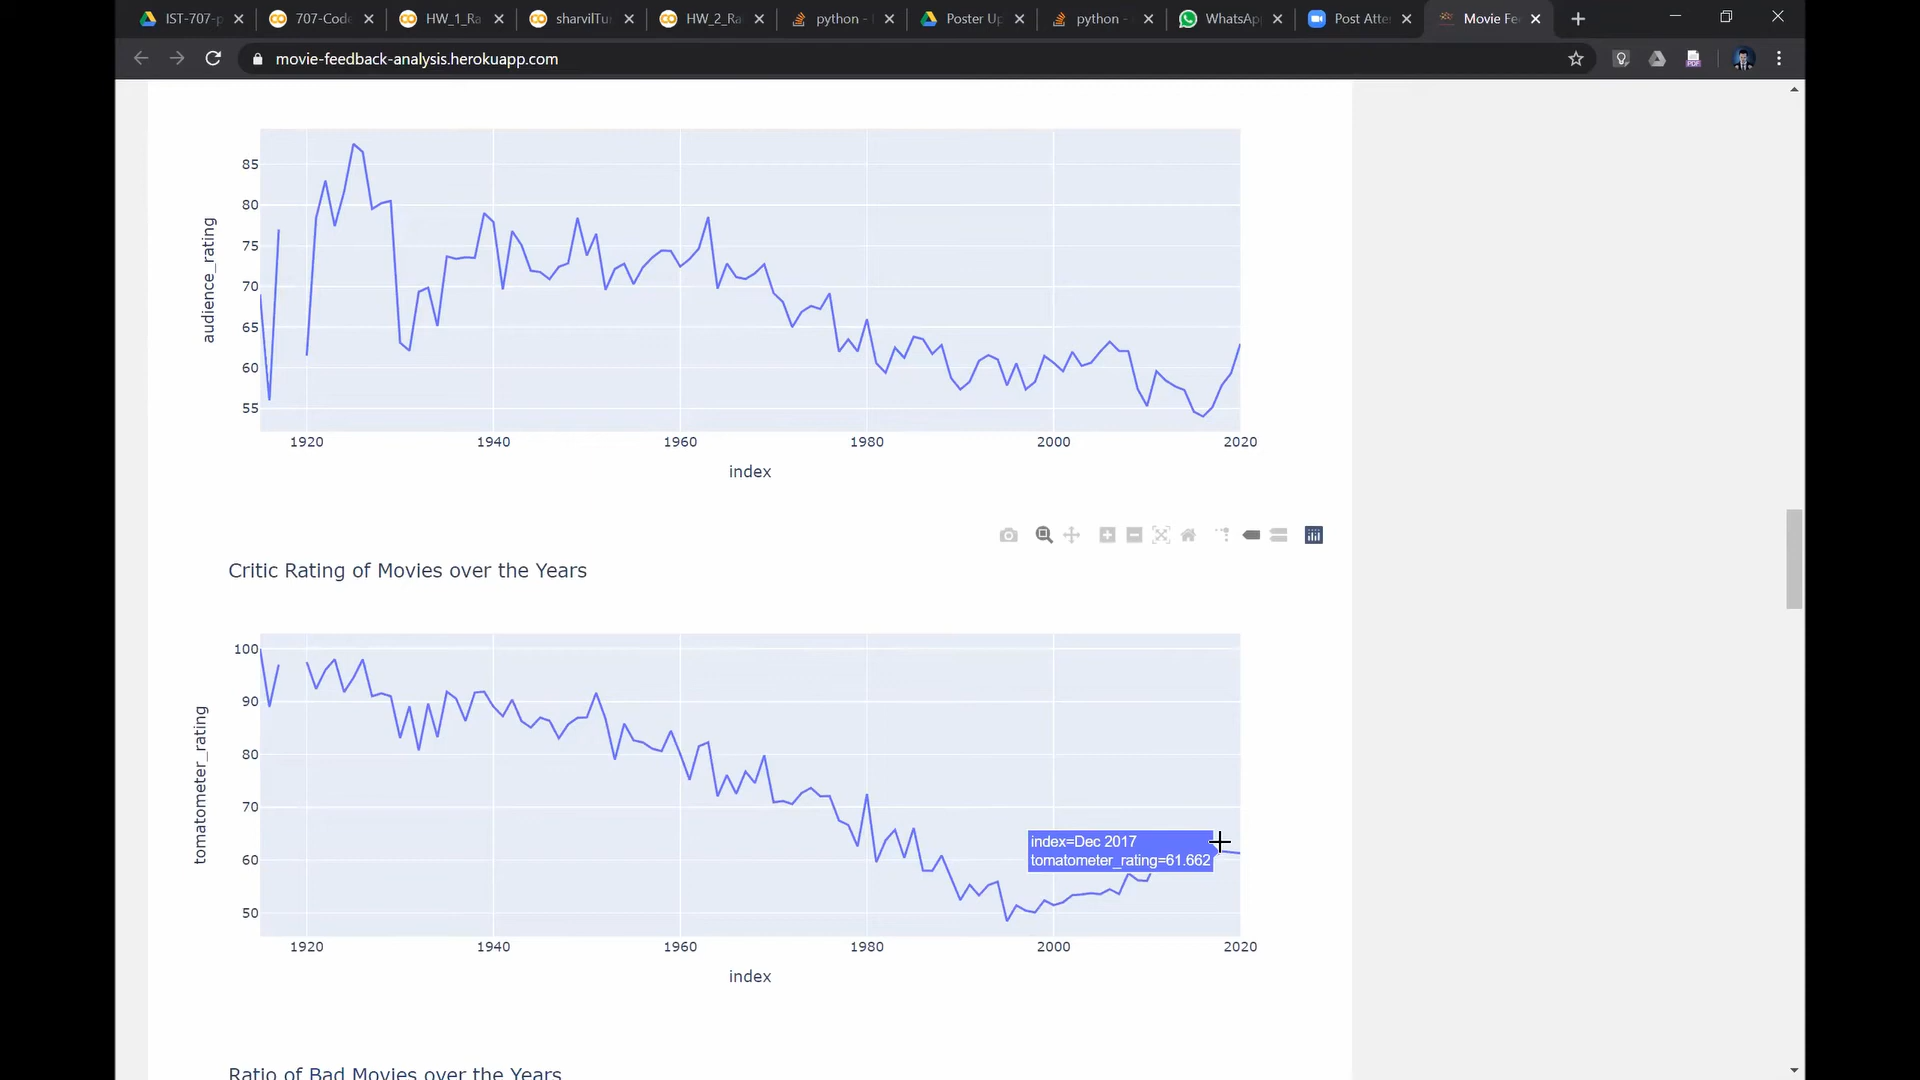 IST-707-p
707-Code
HW_1_Ra
sharvilTu
HW_2_Ra
python -
Poster Up
python -
WhatsAp
Post Atte
Movie Fe
movie-feedback-analysis.herokuapp.com
PDF
85
80
75
70
65
60
55
audience_rating
1920 1940 1960 1980 2000 2020
index
Critic Rating of Movies over the Years
100
90
80
70
60
50
tomatometer_rating
index=Dec 2017
tomatometer_rating=61.662
1920 1940 1960 1980 2000 2020
index
Ratio of Bad Movies over the Years